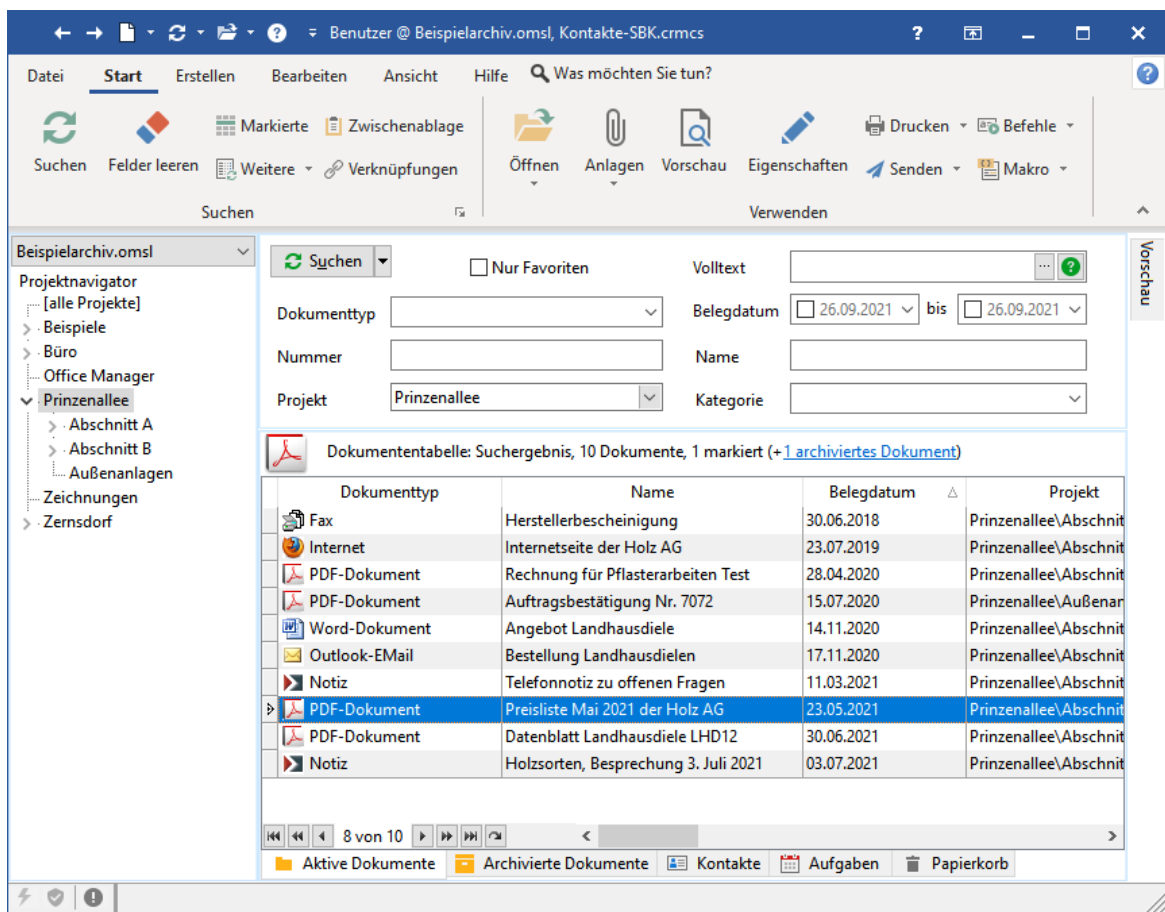 Benutzer @ Beispielarchiv.omsl, Kontakte-SBK.crmcs
Datei Start Erstellen Bearbeiten Ansicht Hilfe Was möchten Sie tun?
Suchen Felder leeren Markierte Zwischenablage Weitere Verknüpfungen
Öffnen Anlagen Vorschau Eigenschaften Drucken Befehle Senden Makro
Suchen Verwenden
Beispielarchiv.omsl
Projektnavigator
[alle Projekte]
Beispiele
Büro
Office Manager
Prinzenallee
Abschnitt A
Abschnitt B
Außenanlagen
Zeichnungen
Zernsdorf
Suchen Nur Favoriten Volltext ... ?
Dokumenttyp Belegdatum 26.09.2021 bis 26.09.2021
Nummer Name
Projekt Prinzenallee Kategorie
Vorschau
Dokumententabelle: Suchergebnis, 10 Dokumente, 1 markiert (+1 archiviertes Dokument)
Dokumenttyp Name Belegdatum Projekt
Fax Herstellerbescheinigung 30.06.2018 Prinzenallee\Abschnit
Internet Internetseite der Holz AG 23.07.2019 Prinzenallee\Abschnit
PDF-Dokument Rechnung für Pflasterarbeiten Test 28.04.2020 Prinzenallee\Abschnit
PDF-Dokument Auftragsbestätigung Nr. 7072 15.07.2020 Prinzenallee\Außenar
Word-Dokument Angebot Landhausdiele 14.11.2020 Prinzenallee\Abschnit
Outlook-EMail Bestellung Landhausdielen 17.11.2020 Prinzenallee\Abschnit
Notiz Telefonnotiz zu offenen Fragen 11.03.2021 Prinzenallee\Abschnit
PDF-Dokument Preisliste Mai 2021 der Holz AG 23.05.2021 Prinzenallee\Abschnit
PDF-Dokument Datenblatt Landhausdiele LHD12 30.06.2021 Prinzenallee\Abschnit
Notiz Holzsorten, Besprechung 3. Juli 2021 03.07.2021 Prinzenallee\Abschnit
8 von 10
Aktive Dokumente Archivierte Dokumente Kontakte Aufgaben Papierkorb